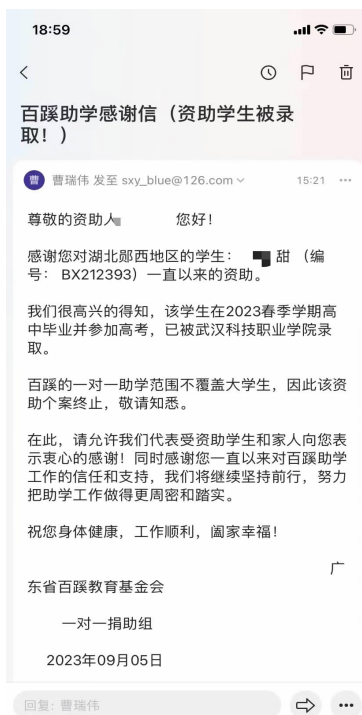 18:59
百蹊助学感谢信（资助学生被录
取！）
曹
曹瑞伟 发至 sxy_blue@126.com
15:21
尊敬的资助人 您好！
感谢您对湖北郧西地区的学生： 甜 （编
号： BX212393）一直以来的资助。
我们很高兴的得知，该学生在2023春季学期高
中毕业并参加高考，已被武汉科技职业学院录
取。
百蹊的一对一助学范围不覆盖大学生，因此该资
助个案终止，敬请知悉。
在此，请允许我们代表受资助学生和家人向您表
示衷心的感谢！同时感谢您一直以来对百蹊助学
工作的信任和支持，我们将继续坚持前行，努力
把助学工作做得更周密和踏实。
祝您身体健康，工作顺利，阖家幸福！
广
东省百蹊教育基金会
一对一捐助组
2023年09月05日
回复: 曹瑞伟